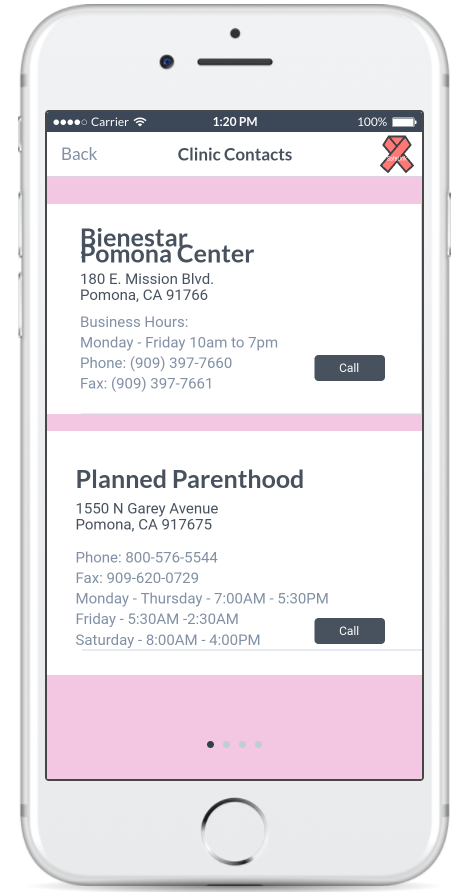 Carrier 1:20 PM 100%
Back Clinic Contacts
Bienestar
Pomona Center
180 E. Mission Blvd.
Pomona, CA 91766
Business Hours:
Monday - Friday 10am to 7pm
Phone: (909) 397-7660
Call
Fax: (909) 397-7661
Planned Parenthood
1550 N Garey Avenue
Pomona, CA 917675
Phone: 800-576-5544
Fax: 909-620-0729
Monday - Thursday - 7:00AM - 5:30PM
Friday - 5:30AM -2:30AM
Call
Saturday - 8:00AM - 4:00PM